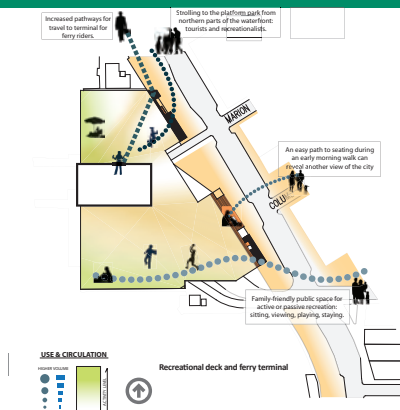 Increased pathways for
travel to terminal for
ferry riders.
Strolling to the platform park from
northern parts of the waterfront:
tourists and recreationalists.
MARION
An easy path to seating during
an early morning walk can
reveal another view of the city
COLU
Family-friendly public space for
active or passive recreation:
sitting, viewing, playing, staying.
USE & CIRCULATION
HIGHER VOLUME
ACTIVITY LEVEL
Recreational deck and ferry terminal